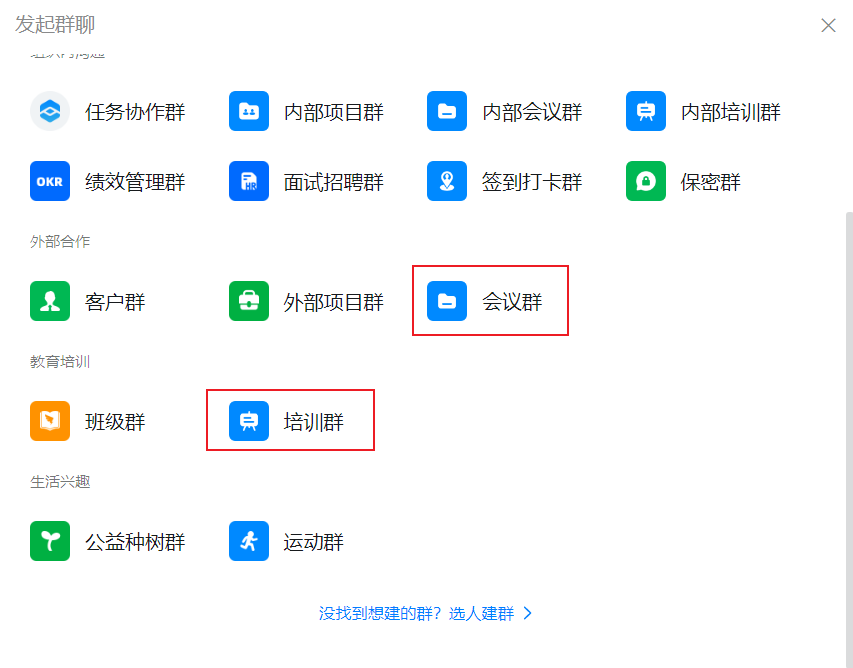 发起群聊
任务协作群 内部项目群 内部会议群 内部培训群
OKR 绩效管理群 HR 面试招聘群 签到打卡群 保密群
外部合作
客户群 外部项目群 会议群
教育培训
班级群 培训群
生活兴趣
公益种树群 运动群
没找到想建的群？选人建群